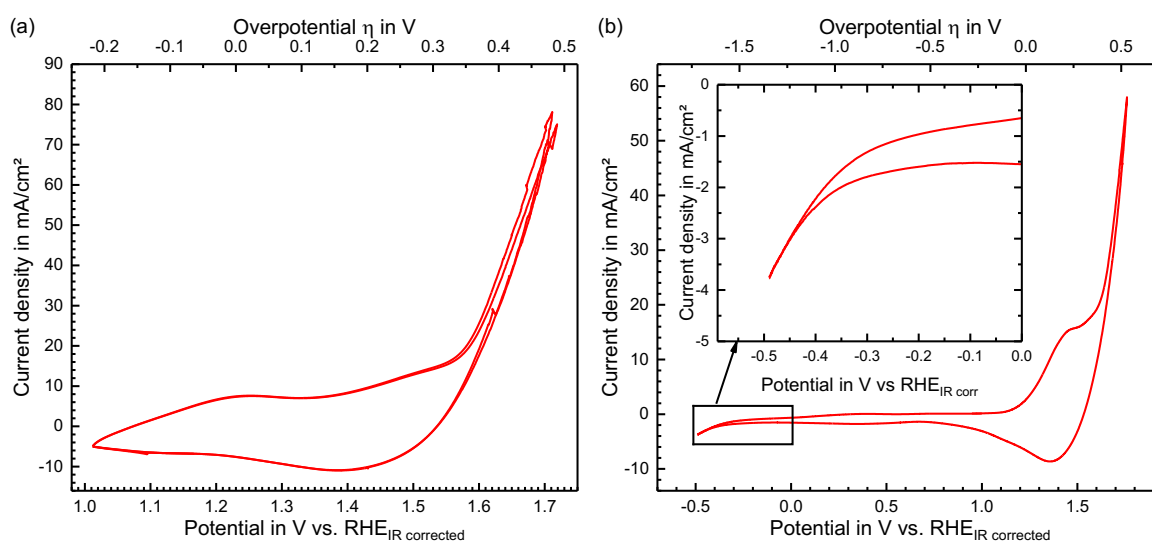 (a)
Overpotential η in V
-0.2 -0.1 0.0 0.1 0.2 0.3 0.4 0.5
90
80
70
60
50
40
30
20
10
0
-10
Current density in mA/cm²
1.0 1.1 1.2 1.3 1.4 1.5 1.6 1.7
Potential in V vs. RHE_IR corrected
(b)
Overpotential η in V
-1.5 -1.0 -0.5 0.0 0.5
60
50
40
30
20
10
0
-10
Current density in mA/cm²
0
-1
-2
-3
-4
-5
Current density in mA/cm²
-0.5 -0.4 -0.3 -0.2 -0.1 0.0
Potential in V vs RHE_IR corr
-0.5 0.0 0.5 1.0 1.5
Potential in V vs. RHE_IR corrected